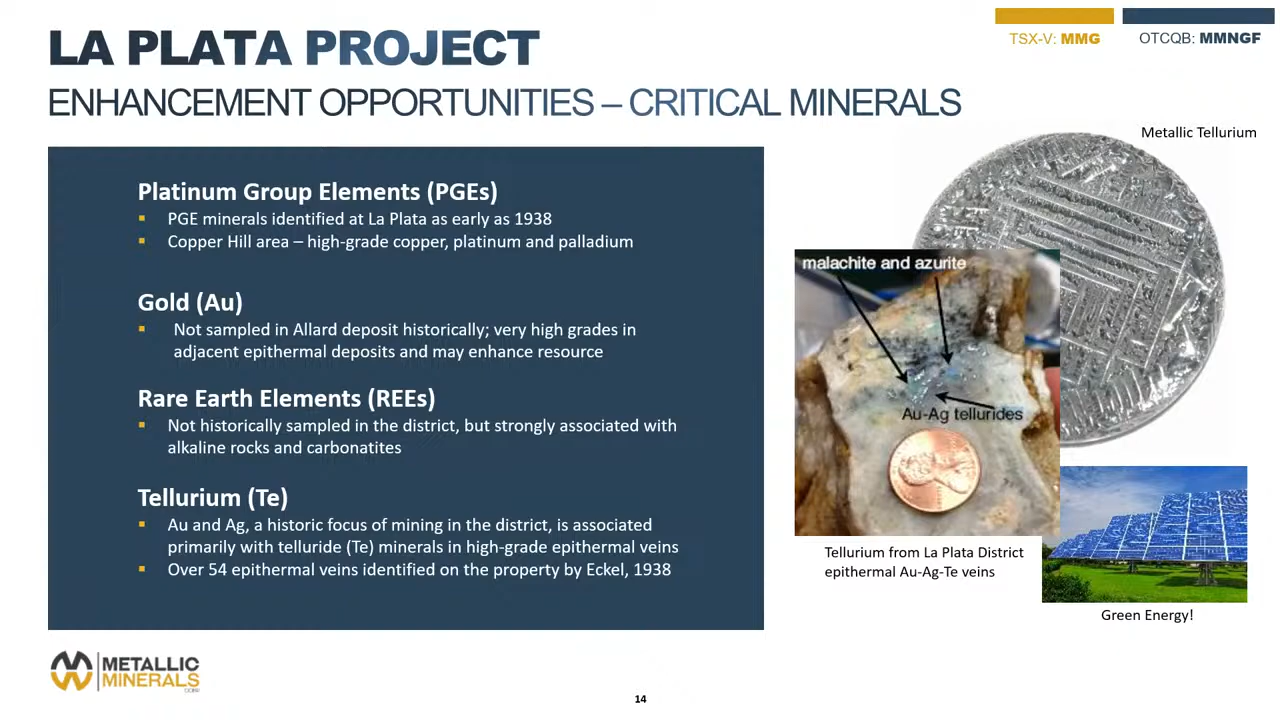 LA PLATA PROJECT
TSX-V: MMG
OTCQB: MMNGF
ENHANCEMENT OPPORTUNITIES – CRITICAL MINERALS
Platinum Group Elements (PGEs)
▪ PGE minerals identified at La Plata as early as 1938
▪ Copper Hill area – high-grade copper, platinum and palladium
Gold (Au)
▪ Not sampled in Allard deposit historically; very high grades in
adjacent epithermal deposits and may enhance resource
Rare Earth Elements (REEs)
▪ Not historically sampled in the district, but strongly associated with
alkaline rocks and carbonatites
Tellurium (Te)
▪ Au and Ag, a historic focus of mining in the district, is associated
primarily with telluride (Te) minerals in high-grade epithermal veins
▪ Over 54 epithermal veins identified on the property by Eckel, 1938
Metallic Tellurium
malachite and azurite
Au-Ag tellurides
Tellurium from La Plata District
epithermal Au-Ag-Te veins
Green Energy!
METALLIC
MINERALS
CORP
14